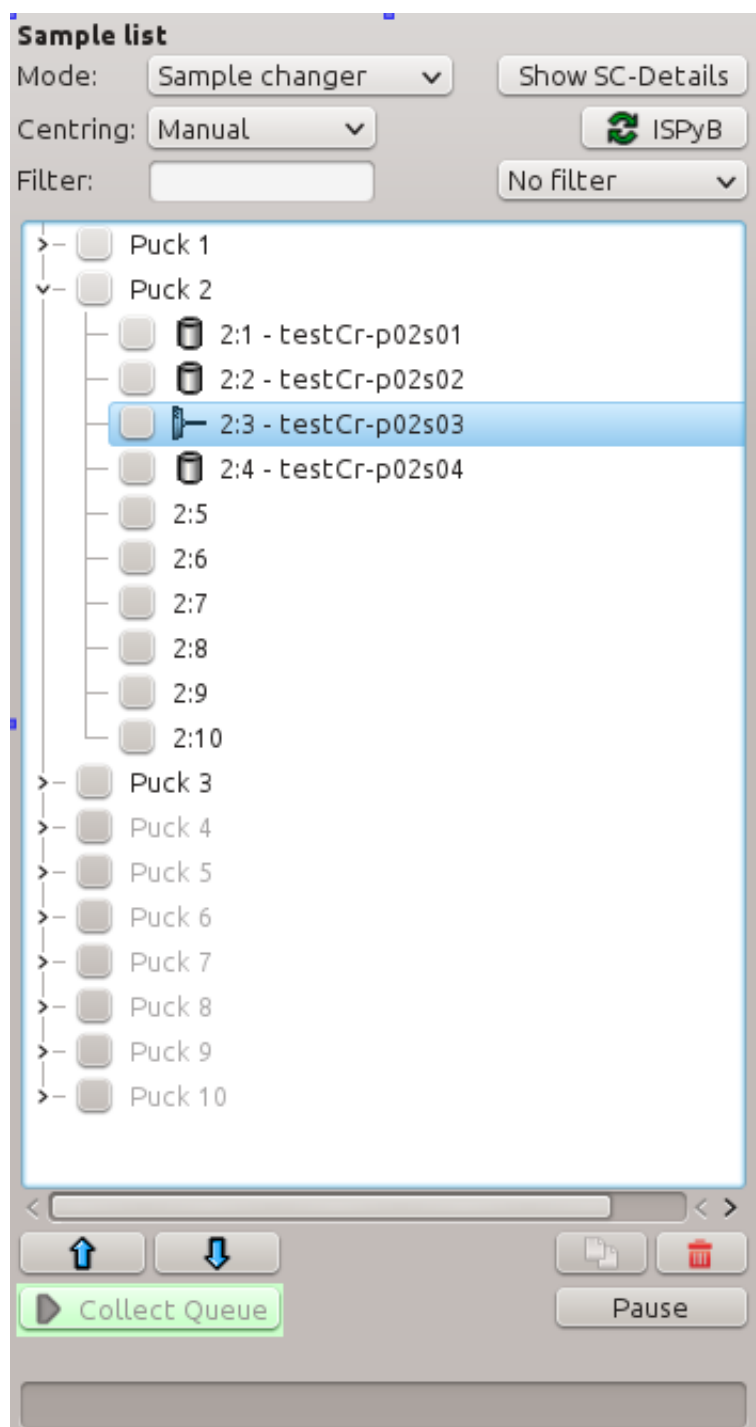 Sample list
Mode: Sample changer Show SC-Details
Centring: Manual ISPyB
Filter: No filter
Puck 1
Puck 2
2:1 - testCr-p02s01
2:2 - testCr-p02s02
2:3 - testCr-p02s03
2:4 - testCr-p02s04
2:5
2:6
2:7
2:8
2:9
2:10
Puck 3
Puck 4
Puck 5
Puck 6
Puck 7
Puck 8
Puck 9
Puck 10
Collect Queue Pause